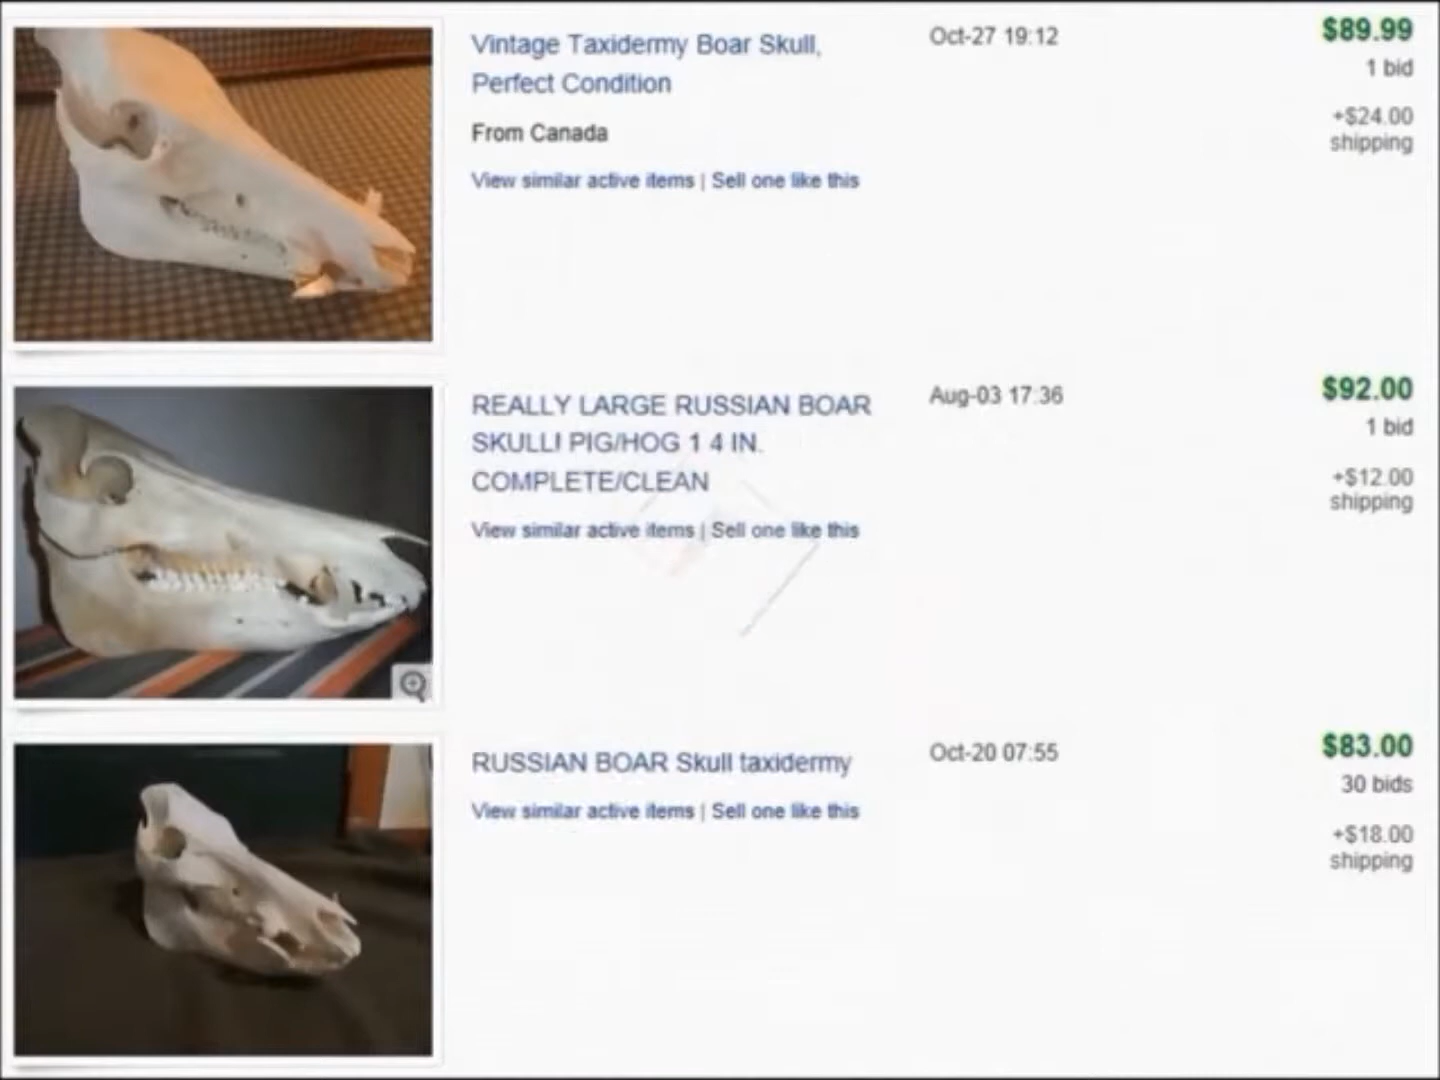 Vintage Taxidermy Boar Skull,
Perfect Condition
From Canada
View similar active items | Sell one like this
Oct-27 19:12
$89.99
1 bid
+$24.00
shipping
REALLY LARGE RUSSIAN BOAR
SKULL! PIG/HOG 1 4 IN.
COMPLETE/CLEAN
View similar active items | Sell one like this
Aug-03 17:36
$92.00
1 bid
+$12.00
shipping
RUSSIAN BOAR Skull taxidermy
View similar active items | Sell one like this
Oct-20 07:55
$83.00
30 bids
+$18.00
shipping